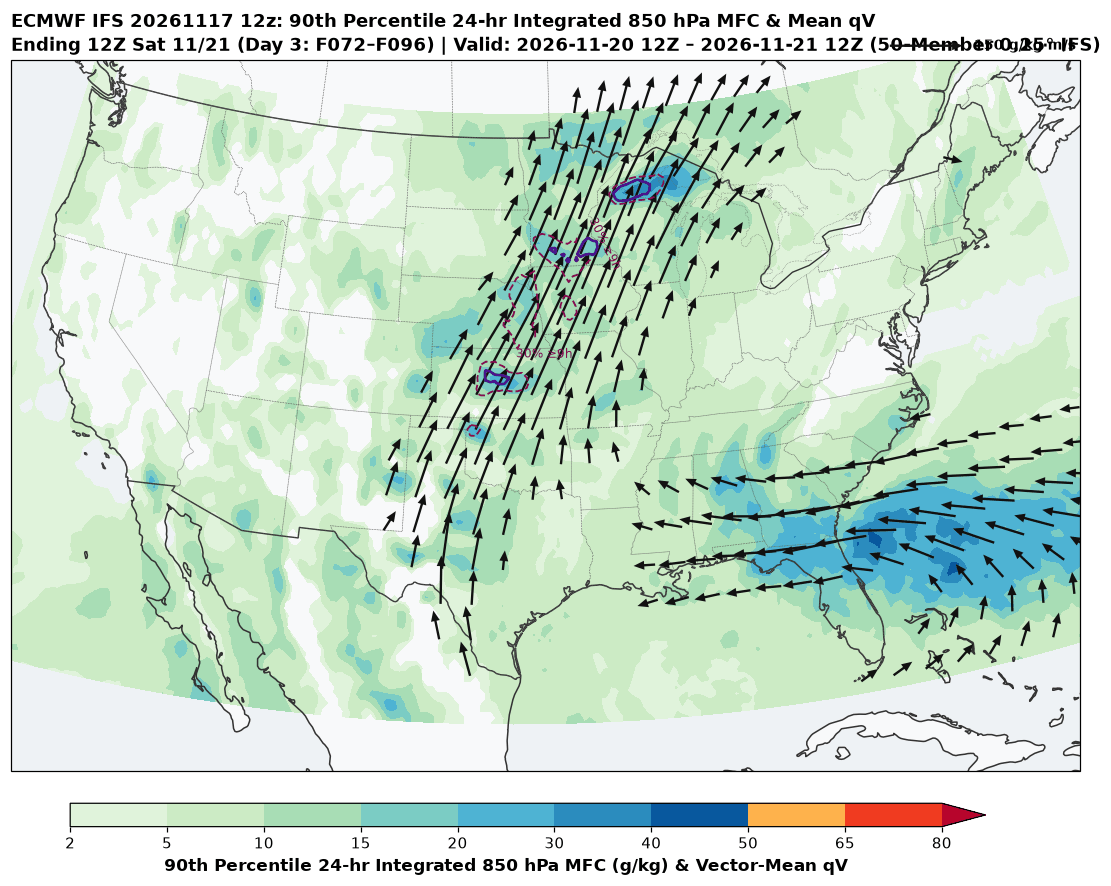 ECMWF IFS 20261117 12z: 90th Percentile 24-hr Integrated 850 hPa MFC & Mean qV
Ending 12Z Sat 11/21 (Day 3: F072–F096) | Valid: 2026-11-20 12Z – 2026-11-21 12Z (50-Member 0.25° IFS)
30% ≥9h
2 5 10 15 20 30 40 50 65 80
90th Percentile 24-hr Integrated 850 hPa MFC (g/kg) & Vector-Mean qV